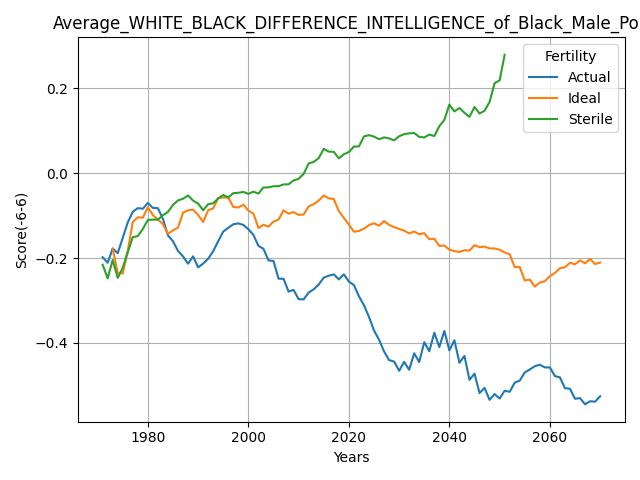 Average_WHITE_BLACK_DIFFERENCE_INTELLIGENCE_of_Black_Male_Po
Score(-6-6)
0.2
0.0
−0.2
−0.4
Fertility
Actual
Ideal
Sterile
1980
2000
2020
2040
2060
Years